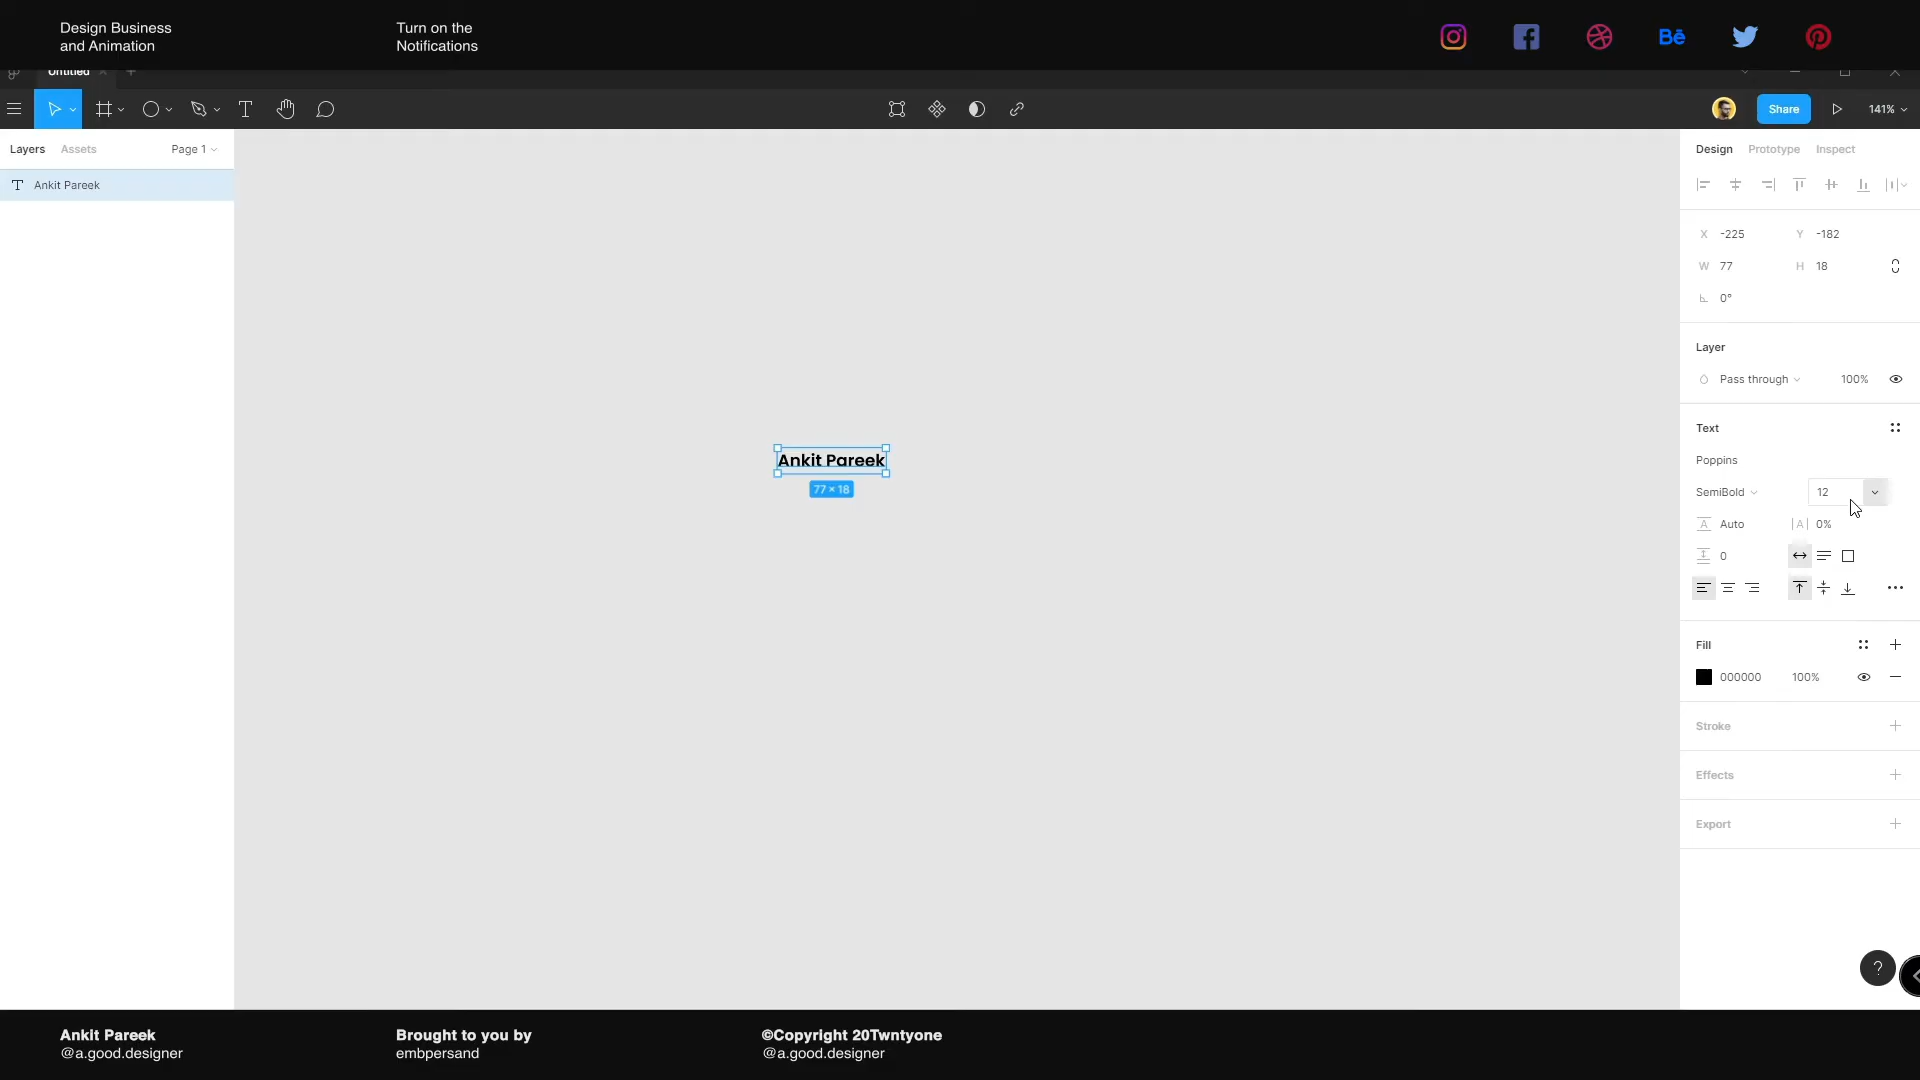 Design Business
and Animation
Turn on the
Notifications
Bē
Untitled
Share
141%
Layers
Assets
Page 1
Ankit Pareek
Design
Prototype
Inspect
X -225
Y -182
W 77
H 18
0°
Layer
Pass through
100%
Text
Poppins
SemiBold
12
Auto
0%
0
Fill
000000
100%
Stroke
Effects
Export
Ankit Pareek
77 × 18
?
Ankit Pareek
@a.good.designer
Brought to you by
embpersand
©Copyright 20Twntyone
@a.good.designer